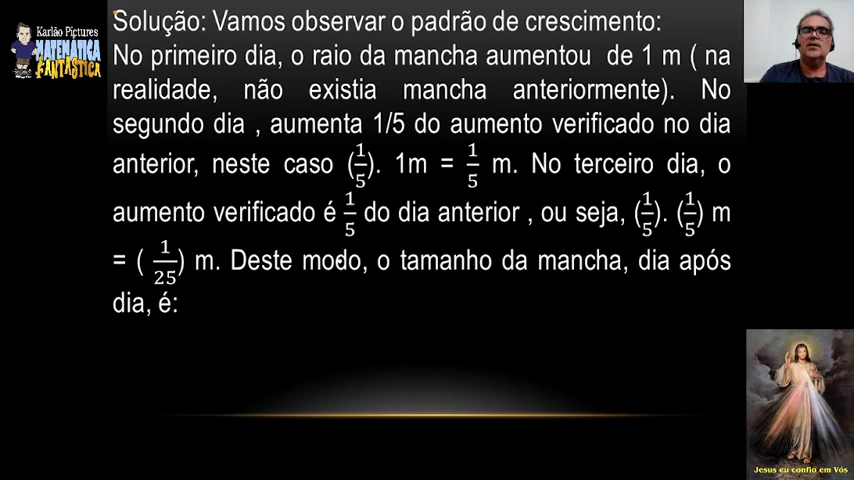 Karlão Pictures
MATEMÁTICA
FANTÁSTICA
Solução: Vamos observar o padrão de crescimento:
No primeiro dia, o raio da mancha aumentou de 1 m ( na
realidade, não existia mancha anteriormente). No
segundo dia , aumenta 1/5 do aumento verificado no dia
anterior, neste caso (1/5). 1m = 1/5 m. No terceiro dia, o
aumento verificado é 1/5 do dia anterior , ou seja, (1/5). (1/5) m
= ( 1/25) m. Deste modo, o tamanho da mancha, dia após
dia, é:
Jesus eu confio em Vós